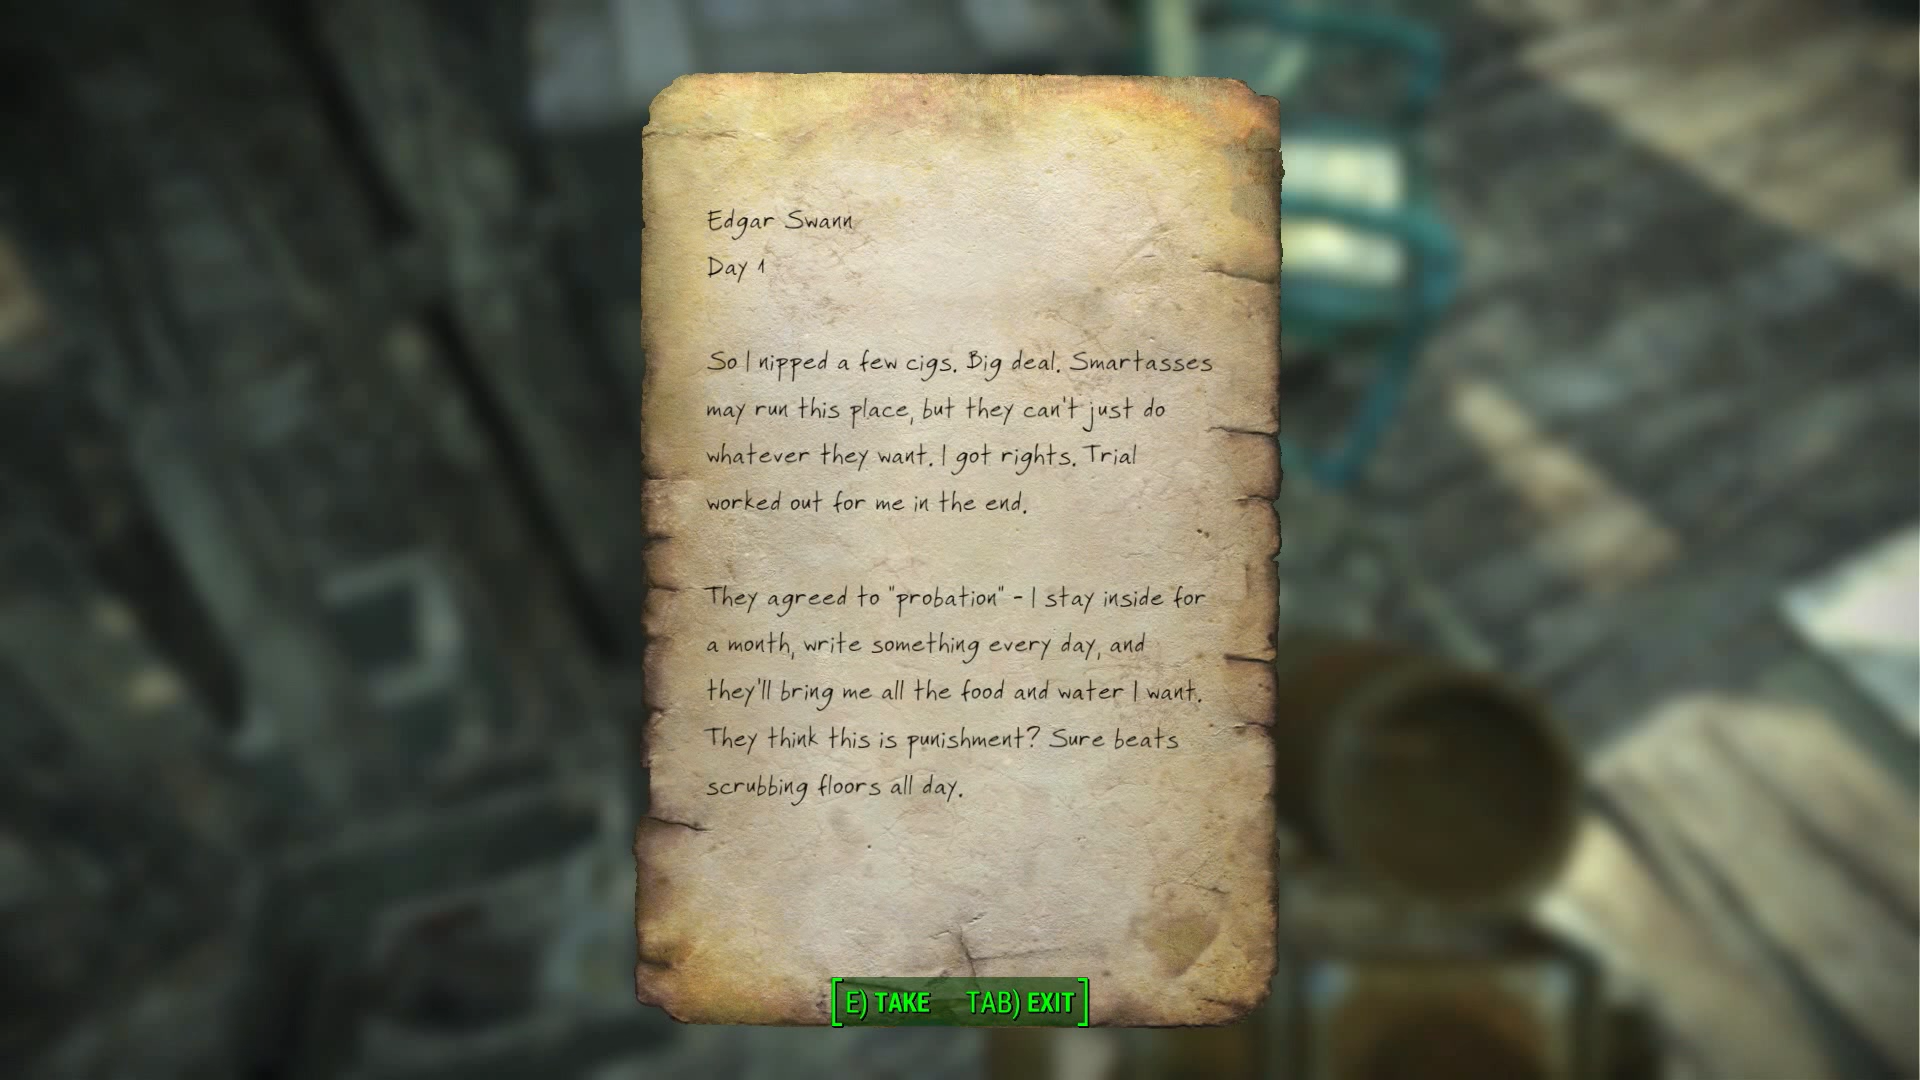 Edgar Swann
Day 1
So I nipped a few cigs. Big deal. Smartasses
may run this place, but they can't just do
whatever they want. I got rights. Trial
worked out for me in the end.
They agreed to "probation" - I stay inside for
a month, write something every day, and
they'll bring me all the food and water I want.
They think this is punishment? Sure beats
scrubbing floors all day.
E) TAKE TAB) EXIT